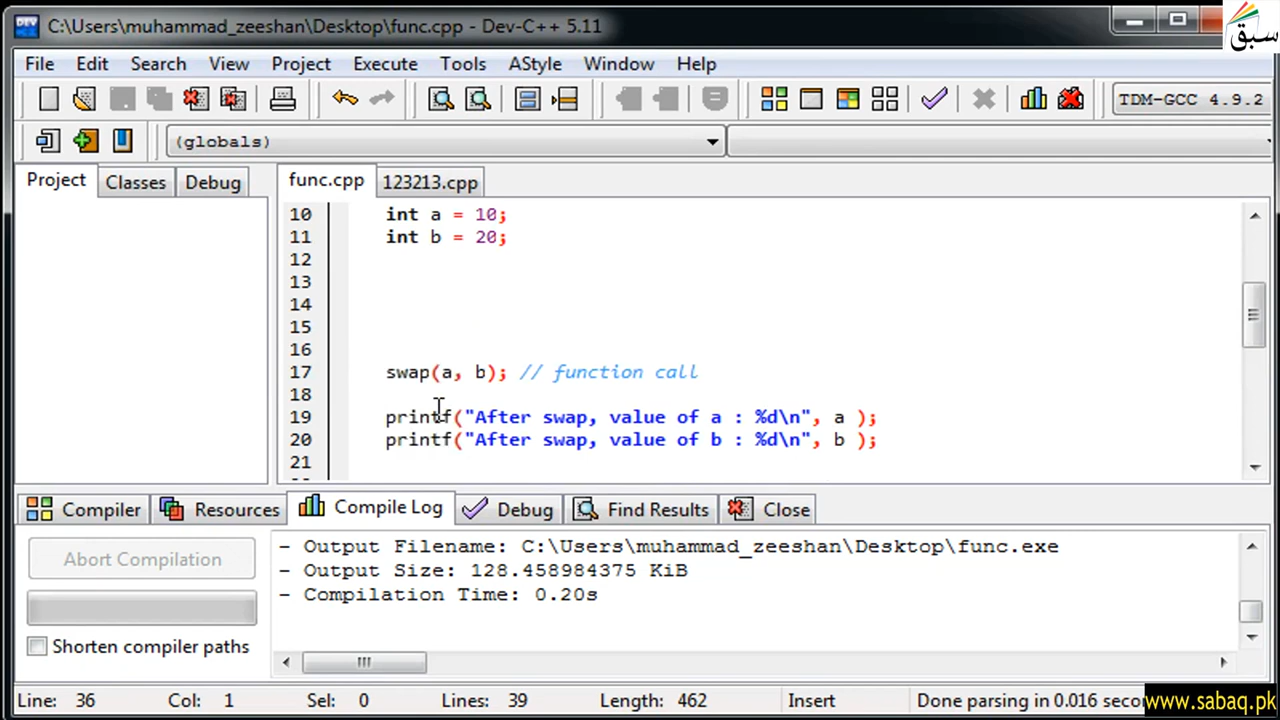 C:\Users\muhammad_zeeshan\Desktop\func.cpp - Dev-C++ 5.11
سبق
File Edit Search View Project Execute Tools AStyle Window Help
TDM-GCC 4.9.2
(globals)
Project Classes Debug func.cpp 123213.cpp
10 int a = 10;
11 int b = 20;
12
13
14
15
16
17 swap(a, b); // function call
18
19 printf("After swap, value of a : %d\n", a );
20 printf("After swap, value of b : %d\n", b );
21
Compiler Resources Compile Log Debug Find Results Close
Abort Compilation
Shorten compiler paths
- Output Filename: C:\Users\muhammad_zeeshan\Desktop\func.exe
- Output Size: 128.458984375 KiB
- Compilation Time: 0.20s
Line: 36 Col: 1 Sel: 0 Lines: 39 Length: 462 Insert Done parsing in 0.016
www.sabaq.pk